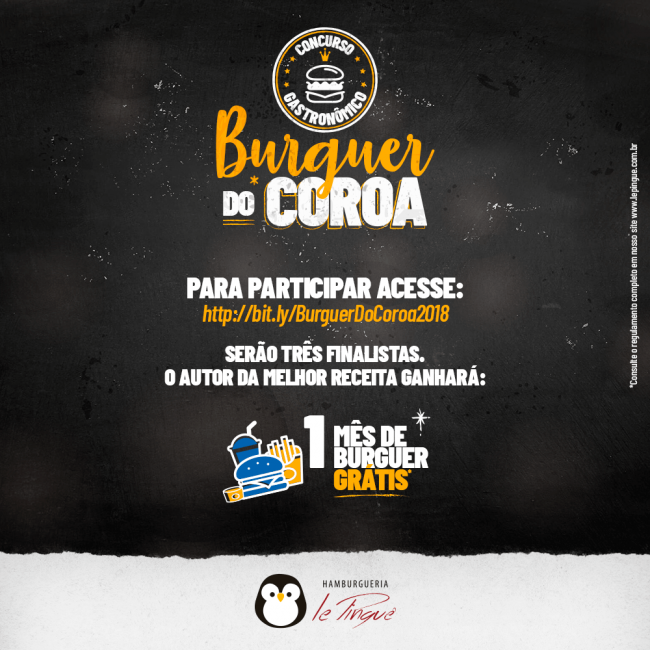 CONCURSO
GASTRONÔMICO
Burguer
DO* COROA
PARA PARTICIPAR ACESSE:
http://bit.ly/BurguerDoCoroa2018
SERÃO TRÊS FINALISTAS.
O AUTOR DA MELHOR RECEITA GANHARÁ:
1 MÊS DE
BURGUER
GRÁTIS*
*Consulte o regulamento completo em nosso site www.lepingue.com.br
HAMBURGUERIA
le Pinguê